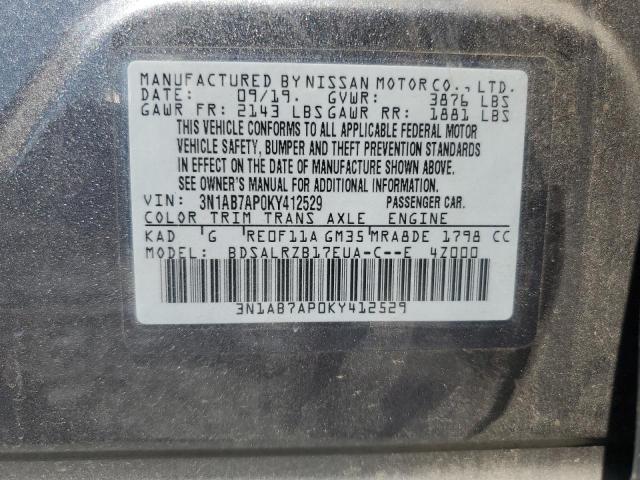 MANUFACTURED BY NISSAN MOTOR CO., LTD.
DATE: 09/19. GVWR: 3876 LBS
GAWR FR: 2143 LBS GAWR RR: 1881 LBS
THIS VEHICLE CONFORMS TO ALL APPLICABLE FEDERAL MOTOR
VEHICLE SAFETY, BUMPER AND THEFT PREVENTION STANDARDS
IN EFFECT ON THE DATE OF MANUFACTURE SHOWN ABOVE.
SEE OWNER'S MANUAL FOR ADDITIONAL INFORMATION
VIN: 3N1AB7AP0KY412529 PASSENGER CAR.
COLOR TRIM TRANS AXLE ENGINE
KAD G RE0F11A GM35 MRA8DE 1798 CC
MODEL: BDSALRZB17EUA-C--E 4Z000
3N1AB7AP0KY412529